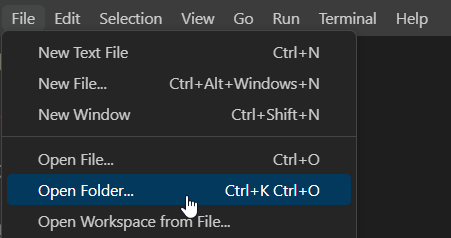 File Edit Selection View Go Run Terminal Help
New Text File Ctrl+N
New File... Ctrl+Alt+Windows+N
New Window Ctrl+Shift+N
Open File... Ctrl+O
Open Folder... Ctrl+K Ctrl+O
Open Workspace from File...